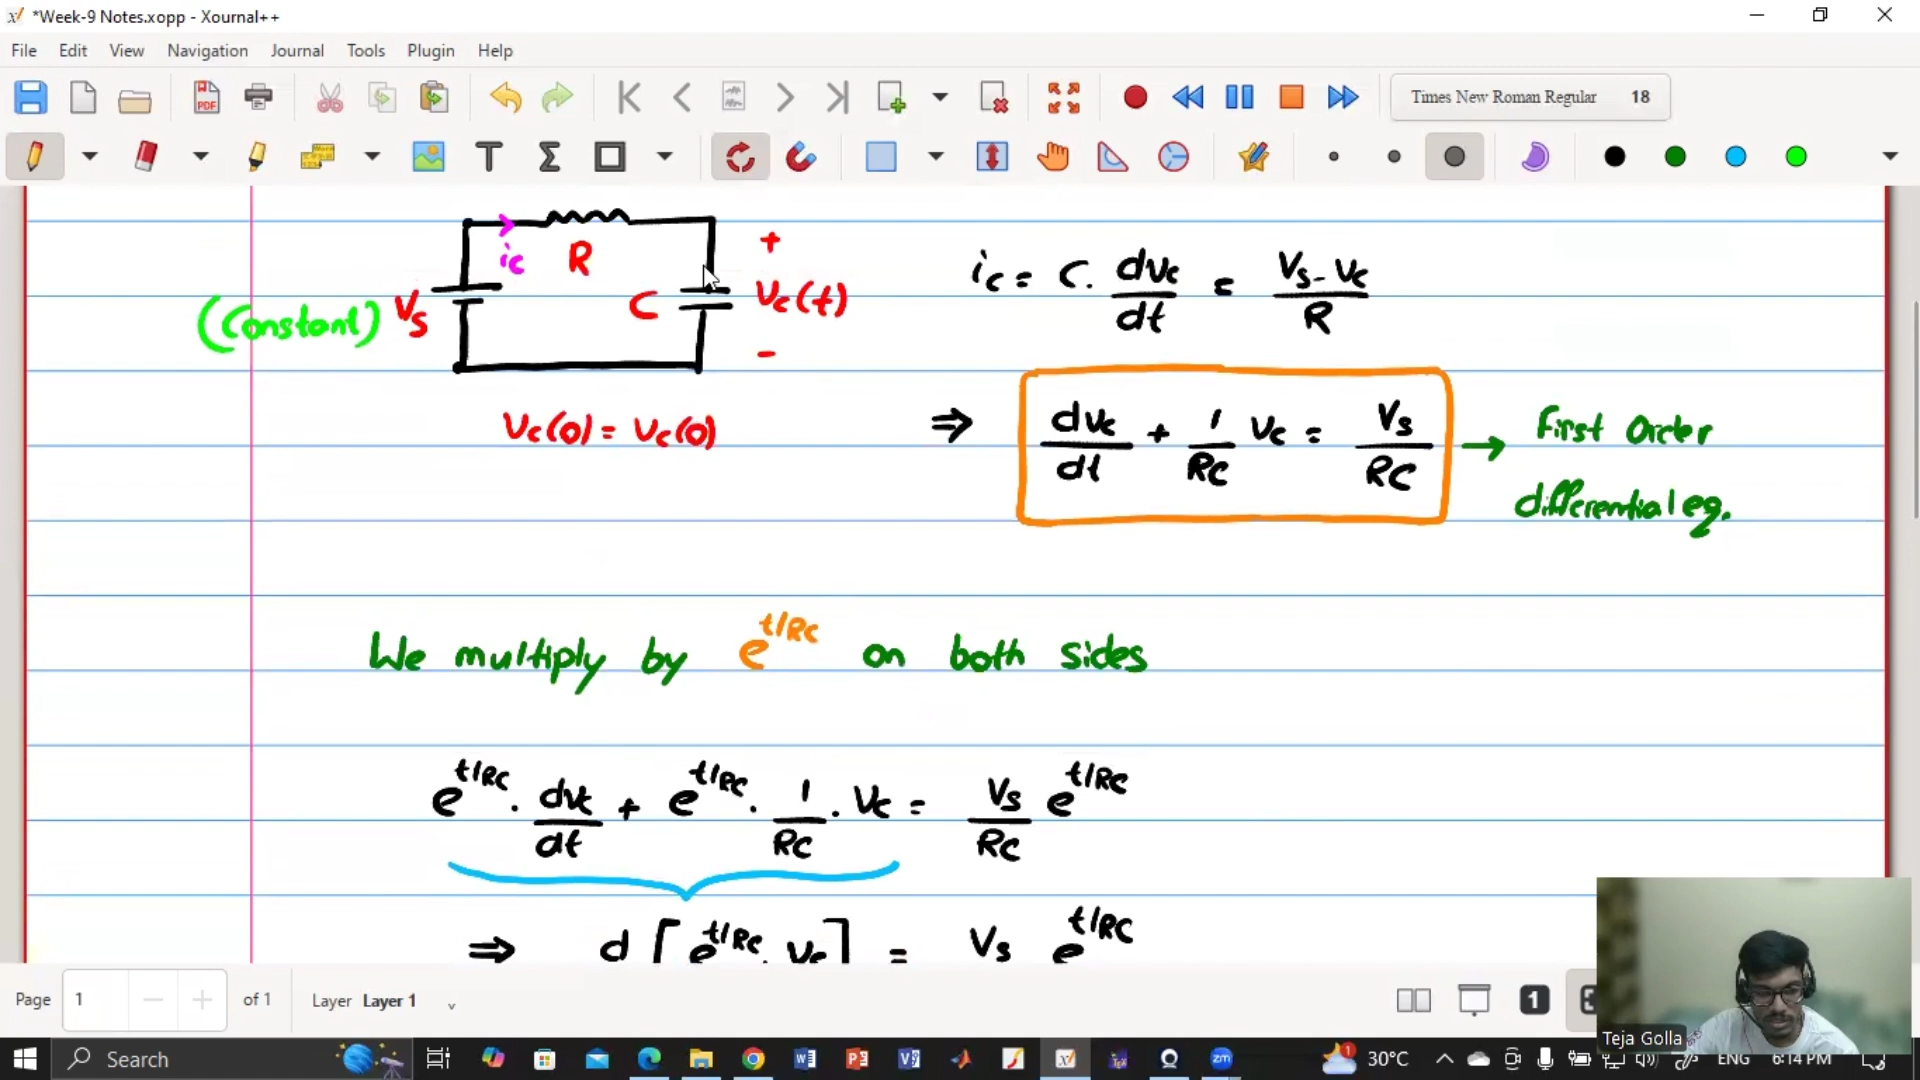 *Week-9 Notes.xopp - Xournal++
File Edit View Navigation Journal Tools Plugin Help
PDF
Times New Roman Regular 18
T Σ
ic R
+
C Vc(t)
(Constant) Vs
-
Vc(0) = Vc(0)
ic = C. dvc/dt = Vs-Vc/R
⇒ dvc/dt + 1/RC Vc = Vs/RC → First Order
differential eq.
We multiply by e^t/RC on both sides
e^t/RC . dvc/dt + e^t/RC . 1/RC . Vc = Vs/RC e^t/RC
⇒ d [e^t/RC. Vc] = Vs e^t/RC
Teja Golla
Page 1 of 1 Layer Layer 1
1
Search
30°C ENG 6:14 PM